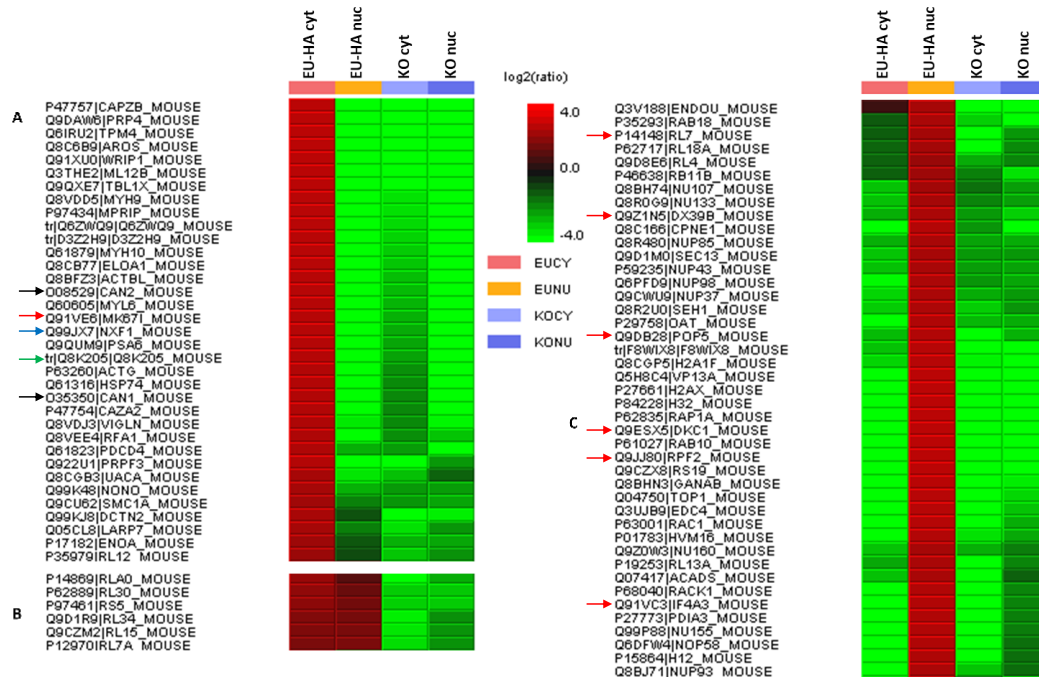 EU-HA cyt
EU-HA nuc
KO cyt
KO nuc
A
P47757|CAPZB_MOUSE
Q9DAW6|PRP4_MOUSE
Q6IRU2|TPM4_MOUSE
Q8C6B9|AROS_MOUSE
Q91XU0|WRIP1_MOUSE
Q3THE2|ML12B_MOUSE
Q9QXE7|TBL1X_MOUSE
Q8VDD5|MYH9_MOUSE
P97434|MPRIP_MOUSE
tr|Q6ZWQ9|Q6ZWQ9_MOUSE
tr|D3Z2H9|D3Z2H9_MOUSE
Q61879|MYH10_MOUSE
Q8CB77|ELOA1_MOUSE
Q8BFZ3|ACTBL_MOUSE
O08529|CAN2_MOUSE
Q60605|MYL6_MOUSE
Q91VE6|MK67I_MOUSE
Q99JX7|NXF1_MOUSE
Q9QUM9|PSA6_MOUSE
tr|Q8K205|Q8K205_MOUSE
P63260|ACTG_MOUSE
Q61316|HSP74_MOUSE
O35350|CAN1_MOUSE
P47754|CAZA2_MOUSE
Q8VDJ3|VIGLN_MOUSE
Q8VEE4|RFA1_MOUSE
Q61823|PDCD4_MOUSE
Q922U1|PRPF3_MOUSE
Q8CGB3|UACA_MOUSE
Q99K48|NONO_MOUSE
Q9CU62|SMC1A_MOUSE
Q99KJ8|DCTN2_MOUSE
Q05CL8|LARP7_MOUSE
P17182|ENOA_MOUSE
P35979|RL12_MOUSE
B
P14869|RLA0_MOUSE
P62889|RL30_MOUSE
P97461|RS5_MOUSE
Q9D1R9|RL34_MOUSE
Q9CZM2|RL15_MOUSE
P12970|RL7A_MOUSE
log2(ratio)
4.0
0.0
-4.0
EUCY
EUNU
KOCY
KONU
EU-HA cyt
EU-HA nuc
KO cyt
KO nuc
C
Q3V188|ENDOU_MOUSE
P35293|RAB18_MOUSE
P14148|RL7_MOUSE
P62717|RL18A_MOUSE
Q9D8E6|RL4_MOUSE
P46638|RB11B_MOUSE
Q8BH74|NU107_MOUSE
Q8R0G9|NU133_MOUSE
Q9Z1N5|DX39B_MOUSE
Q8C166|CPNE1_MOUSE
Q8R480|NUP85_MOUSE
Q9D1M0|SEC13_MOUSE
P59235|NUP43_MOUSE
Q6PFD9|NUP98_MOUSE
Q9CWU9|NUP37_MOUSE
Q8R2U0|SEH1_MOUSE
P29758|OAT_MOUSE
Q9DB28|POP5_MOUSE
tr|F8WIX8|F8WIX8_MOUSE
Q8CGP5|H2A1F_MOUSE
Q5H8C4|VP13A_MOUSE
P27661|H2AX_MOUSE
P84228|H32_MOUSE
P62835|RAP1A_MOUSE
Q9ESX5|DKC1_MOUSE
P61027|RAB10_MOUSE
Q9JJ80|RPF2_MOUSE
Q9CZX8|RS19_MOUSE
Q8BHN3|GANAB_MOUSE
Q04750|TOP1_MOUSE
Q3UJB9|EDC4_MOUSE
P63001|RAC1_MOUSE
P01783|HVM16_MOUSE
Q9Z0W3|NU160_MOUSE
P19253|RL13A_MOUSE
Q07417|ACADS_MOUSE
P68040|RACK1_MOUSE
Q91VC3|IF4A3_MOUSE
P27773|PDIA3_MOUSE
Q99P88|NU155_MOUSE
Q6DFW4|NOP58_MOUSE
P15864|H12_MOUSE
Q8BJ71|NUP93_MOUSE